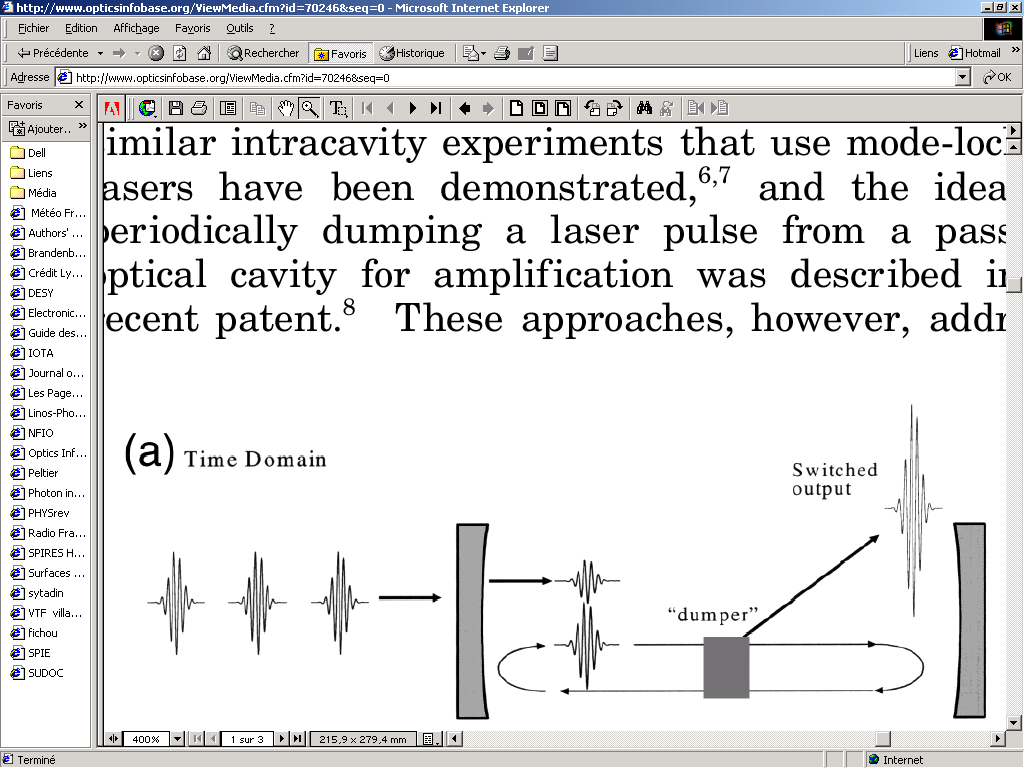 http://www.opticsinfobase.org/ViewMedia.cfm?id=70246&seq=0 - Microsoft Internet Explorer
Fichier Edition Affichage Favoris Outils ?
Précédente Rechercher Favoris Historique Liens Hotmail »
Adresse http://www.opticsinfobase.org/ViewMedia.cfm?id=70246&seq=0 OK
Favoris
Ajouter.. »
Dell
Liens
Média
Météo Fr...
Authors' ...
Brandenb...
Crédit Ly...
DESY
Electronic...
Guide des...
IOTA
Journal o...
Les Page...
Linos-Pho...
NFIO
Optics Inf...
Peltier
Photon in...
PHYSrev
Radio Fra...
SPIRES H...
Surfaces ...
sytadin
VTF villa...
fichou
SPIE
SUDOC
imilar intracavity experiments that use mode-loc
asers have been demonstrated,6,7 and the idea
periodically dumping a laser pulse from a pass
optical cavity for amplification was described in
recent patent.8 These approaches, however, addr
(a) Time Domain
Switched
output
“dumper”
400% 1 sur 3 215,9 x 279,4 mm
Terminé Internet